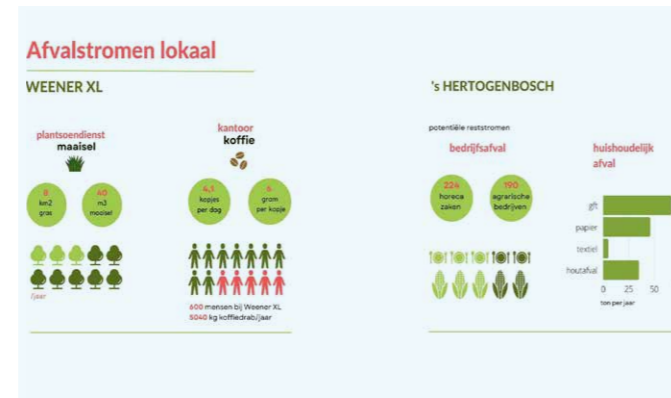 Afvalstromen lokaal
WEENER XL
plantsoendienst
maaisel
8
km2
gras
40
m3
maaisel
/jaar
kantoor
koffie
4,1
kopjes
per dag
6
gram
per kopje
600 mensen bij Weener XL
5040 kg koffiedrab/jaar
's HERTOGENBOSCH
potentiële reststromen
bedrijfsafval
224
horeca
zaken
190
agrarische
bedrijven
huishoudelijk
afval
gft
papier
textiel
houtafval
0 25 50
ton per jaar